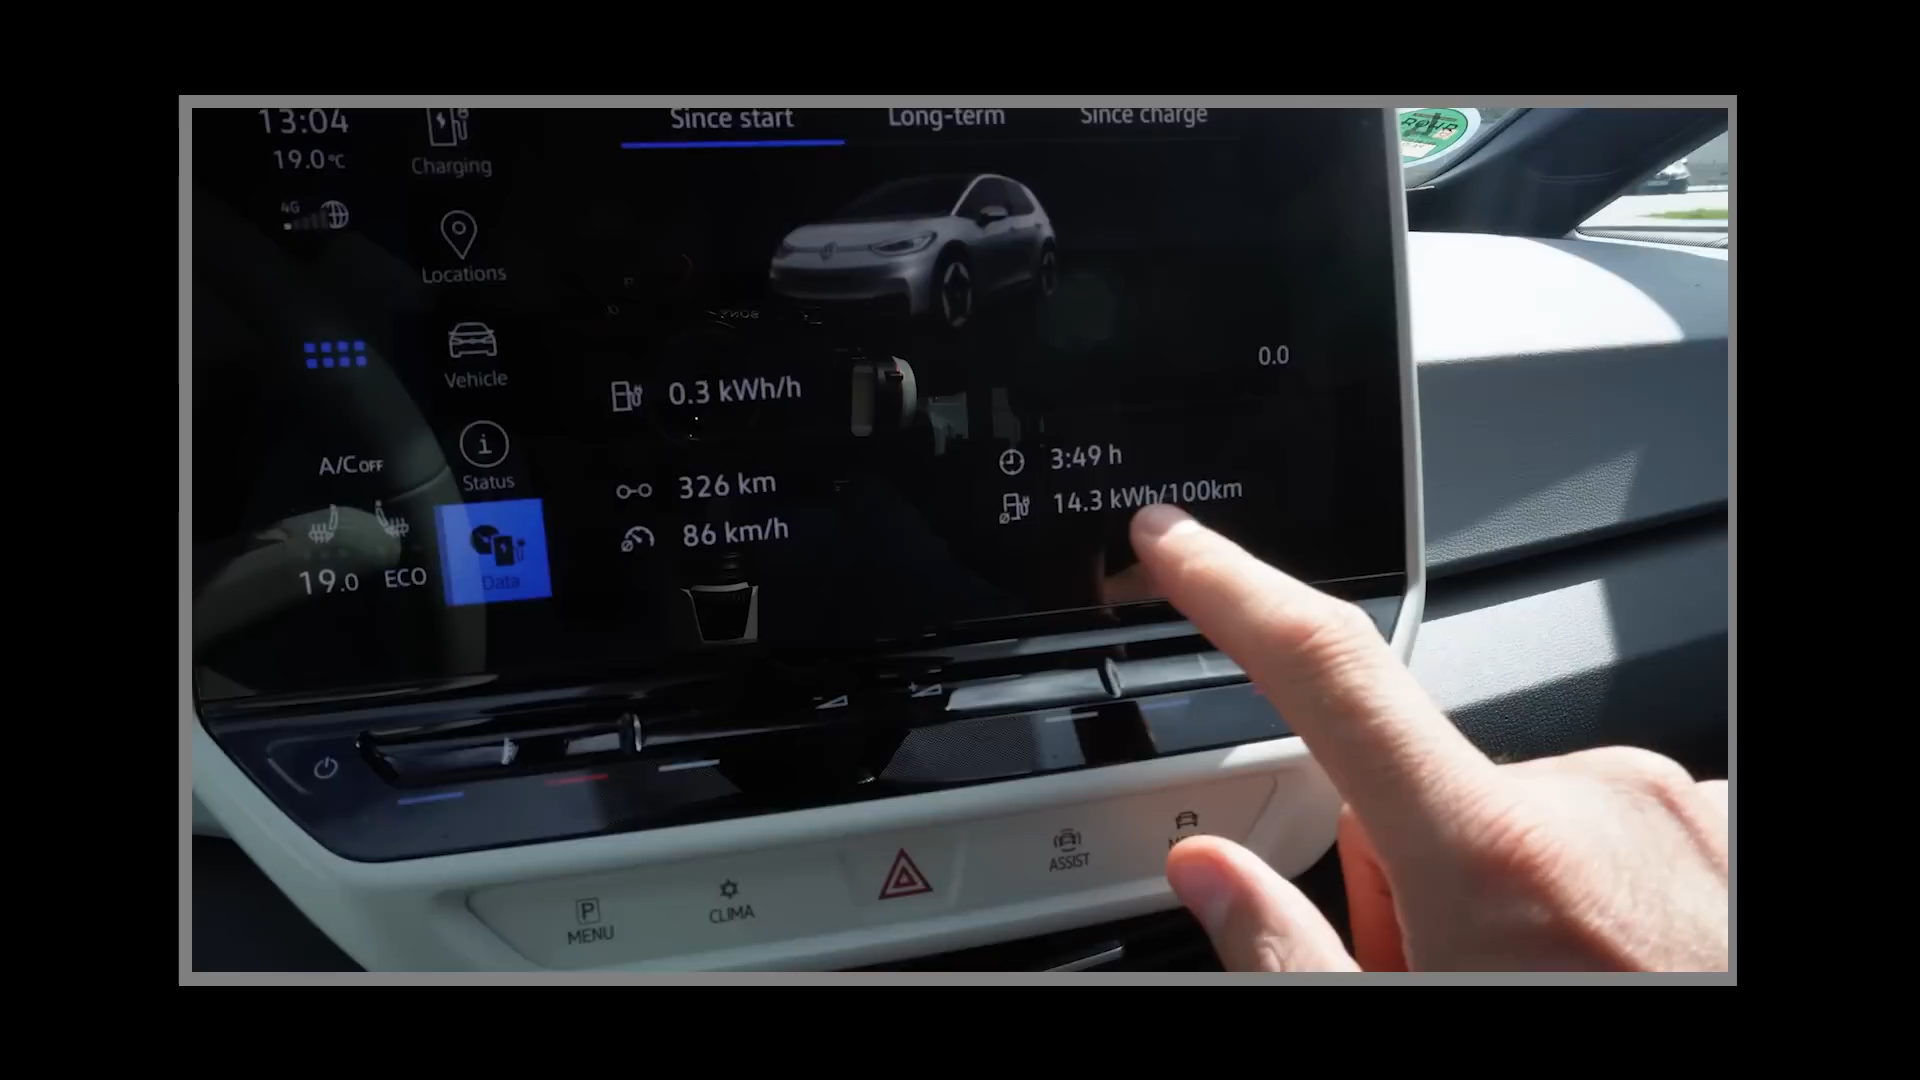 13:04
19.0°C
4G
Charging
Locations
Vehicle
Status
Data
A/C OFF
19.0 ECO
Since start Long-term Since charge
0.0
0.3 kWh/h
326 km
86 km/h
3:49 h
14.3 kWh/100km
P
MENU
CLIMA
ASSIST